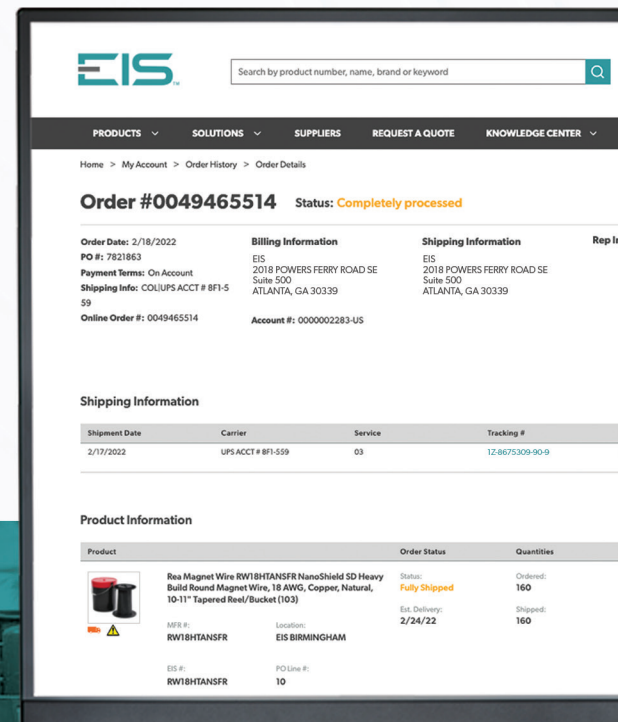 EIS
Search by product number, name, brand or keyword
PRODUCTS SOLUTIONS SUPPLIERS REQUEST A QUOTE KNOWLEDGE CENTER
Home > My Account > Order History > Order Details
Order #0049465514 Status: Completely processed
Order Date: 2/18/2022
PO #: 7821863
Payment Terms: On Account
Shipping Info: COL|UPS ACCT # 8F1-5
59
Online Order #: 0049465514
Billing Information
EIS
2018 POWERS FERRY ROAD SE
Suite 500
ATLANTA, GA 30339
Account #: 0000002283-US
Shipping Information
EIS
2018 POWERS FERRY ROAD SE
Suite 500
ATLANTA, GA 30339
Rep
Shipping Information
Shipment Date Carrier Service Tracking #
2/17/2022 UPS ACCT # 8F1-559 03 1Z-8675309-90-9
Product Information
Product Order Status Quantities
Rea Magnet Wire RW18HTANSFR NanoShield SD Heavy
Build Round Magnet Wire, 18 AWG, Copper, Natural,
10-11" Tapered Reel/Bucket (103)
MFR #: Location:
RW18HTANSFR EIS BIRMINGHAM
EIS #: PO Line #:
RW18HTANSFR 10
Status:
Fully Shipped
Est. Delivery:
2/24/22
Ordered:
160
Shipped:
160